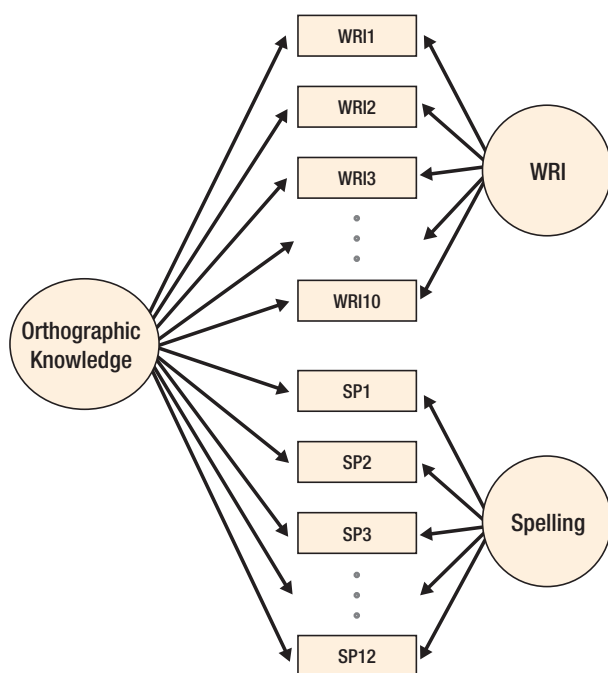 WRI1
WRI2
WRI3
WRI10
WRI
Orthographic
Knowledge
SP1
SP2
SP3
SP12
Spelling